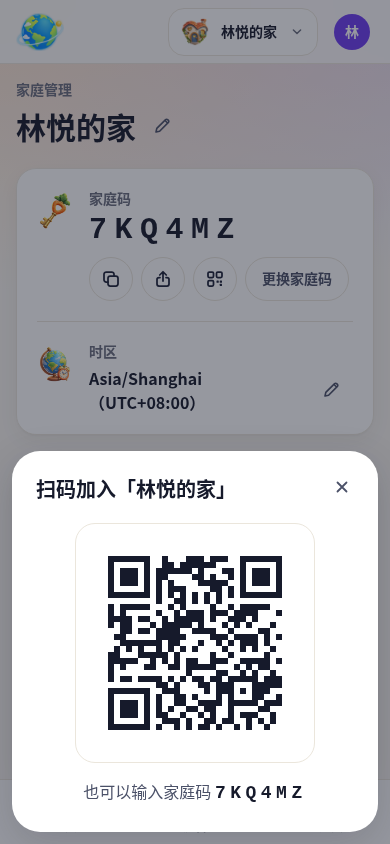 林悦的家
林
家庭管理
林悦的家
家庭码
7KQ4MZ
更换家庭码
时区
Asia/Shanghai
（UTC+08:00）
扫码加入「林悦的家」
也可以输入家庭码 7KQ4MZ